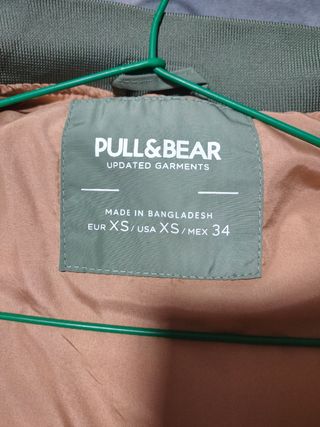 PULL&BEAR
UPDATED GARMENTS
MADE IN BANGLADESH
EUR XS / USA XS / MEX 34